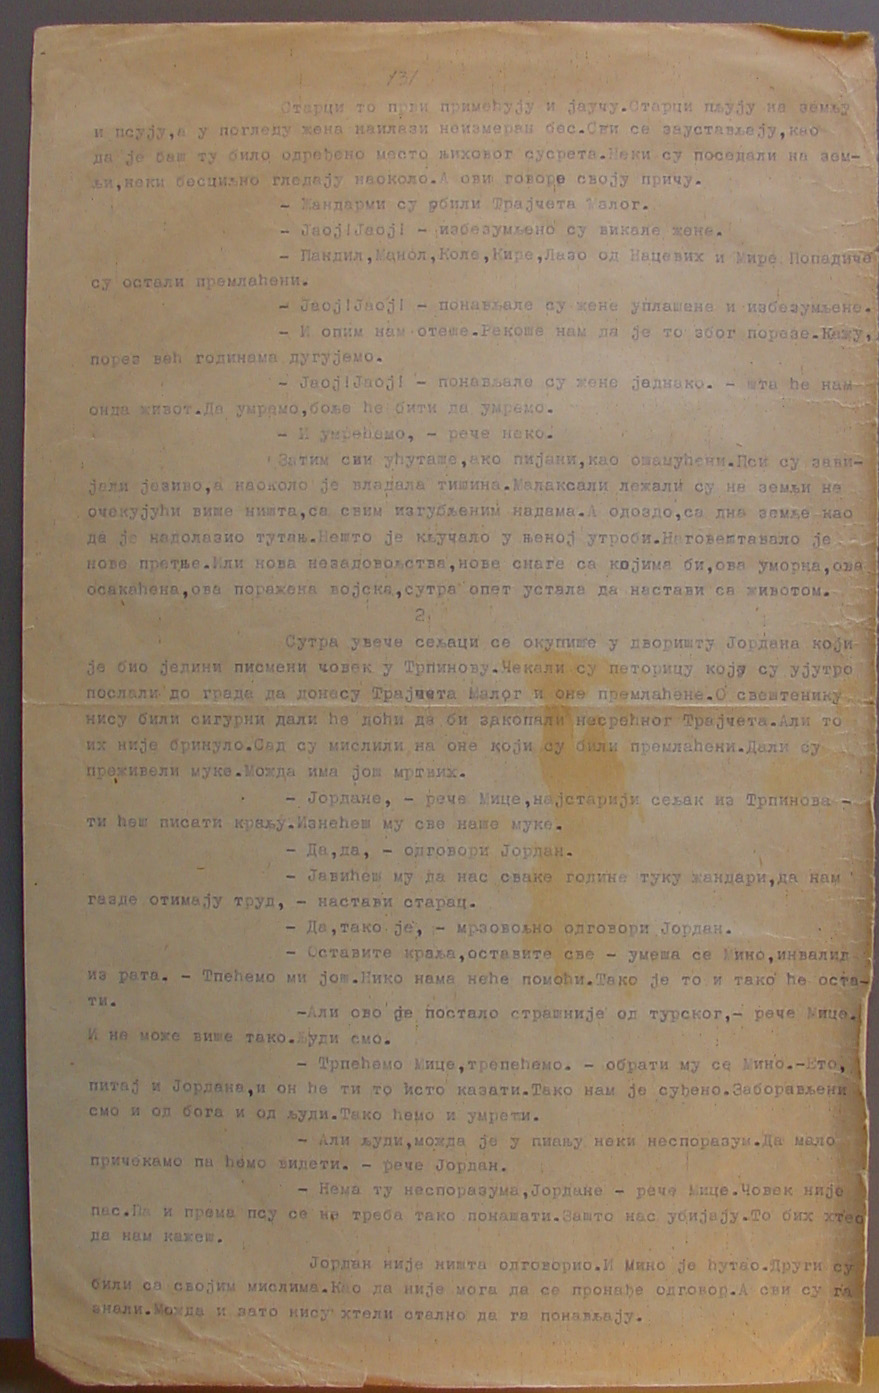 /3/
Старци то први примећују и јаучу.Старци пљују на земљу
и псују,а у погледу жена наилази неизмеран бес.Сви се заустављају,као
да је баш ту било одређено место њиховог сусрета.Неки су поседали на зем-
љи,неки бесциљно гледају наоколо.А ови говоре своју причу.
- Жандарми су убили Трајчета Малог.
- Јаој!Јаој! - избезумљено су викале жене.
- Пандил,Мцнол,Коле,Кире,Лазо од Нацевих и Мире Попадиче
су остали премлаћени.
- Јаој!Јаој! - понављале су жене уплашене и избезумљене.
- И опим нам отеше.Рекоше нам да је то због порезе.Кажу,
порез већ годинама дугујемо.
- Јаој!Јаој! - понављале су жене једнако. - шта ће нам
онда живот.Да умремо,боље ће бити да умремо.
- И умрећемо, - рече неко.
Затим сви ућуташе,ако пијани,као ошамућени.Пси су зави-
јали језиво,а наоколо је владала тишина.Малаксали лежали су на земљи не
очекујући више ништа,са свим изгубљеним надама.А одоздо,са дна земље као
да је надолазио тутањ.Нешто је кључало у њеној утроби.Наговештавало је
нове претње.Или нова незадовољства,нове снаге са којима би,ова уморна,ова
осакаћена,ова поражена војска,сутра опет устала да настави са животом.
2.
Сутра увече сељаци се окупише у дворишту Јордана који
је био једини писмени човек у Трпинову.Чекали су петорицу коју су ујутро
послали до града да донесу Трајчета Малог и оне премлаћене.О свештенику
нису били сигурни дали ће доћи да би закопали несрећног Трајчета.Али то
их није бринуло.Сад су мислили на оне који су били премлаћени.Дали су
преживели муке.Можда има још мртвих.
- Јордане, - рече Мице,најстарији сељак из Трпинова -
ти ћеш писати краљу.Изнећеш му све наше муке.
- Да,да, - одговори Јордан.
- Јавићеш му да нас сваке године туку жандари,да нам
газде отимају труд, - настави старац.
- Да,тако је, - мрзовољно одговори Јордан.
- Оставите краља,оставите све - умеша се Мино,инвалид
из рата. - Тпећемо ми још.Нико нама неће помоћи.Тако је то и тако ће оста-
ти.
-Али ово је постало страшније од турског,- рече Мице.
И не може више тако.Људи смо.
- Трпећемо Мице,трепећемо. - обрати му се Мино.-Ето,
питај и Јордана,и он ће ти то исто казати.Тако нам је суђено.Заборављени
смо и од бога и од људи.Тако ћемо и умрети.
- Али људи,можда је у пиању неки неспоразум.Да мало
причекамо па ћемо видети. - рече Јордан.
- Нема ту неспоразума,Јордане - рече Мице.Човек није
пас.Па и према псу се не треба тако понашати.Зашто нас убијају.То бих хтео
да нам кажеш.
Јордан није ништа одговорио.И Мино је ћутао.Други су
били са својим мислима.Као да није мога да се пронађе одговор.А сви су га
знали.Можда и зато нису хтели отално да га понављају.